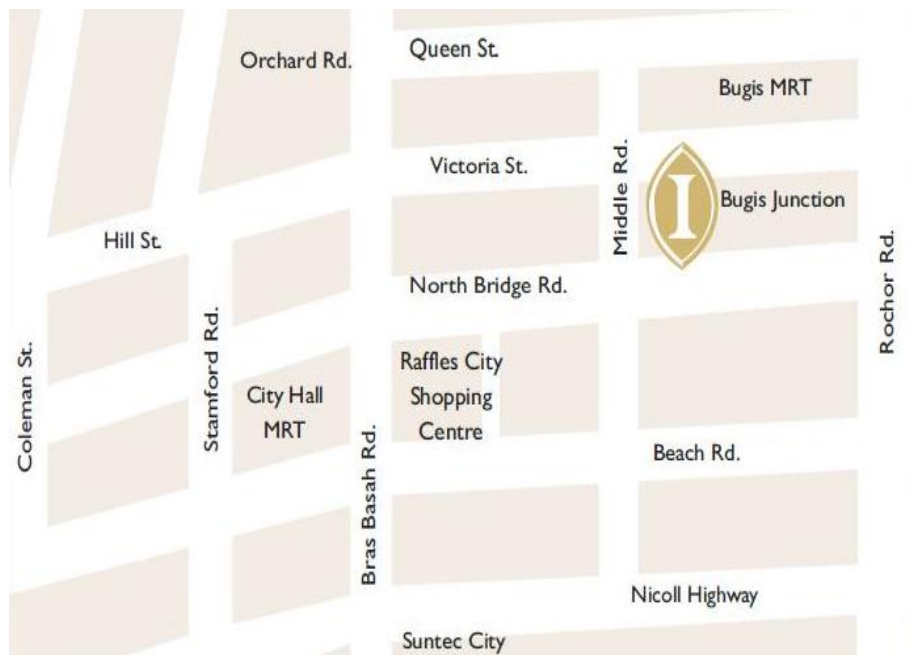 Queen St.
Orchard Rd.
Bugis MRT
Victoria St.
Middle Rd.
I
Bugis Junction
Hill St.
North Bridge Rd.
Rochor Rd.
Coleman St.
Stamford Rd.
Raffles City
Shopping
Centre
City Hall
MRT
Bras Basah Rd.
Beach Rd.
Nicoll Highway
Suntec City